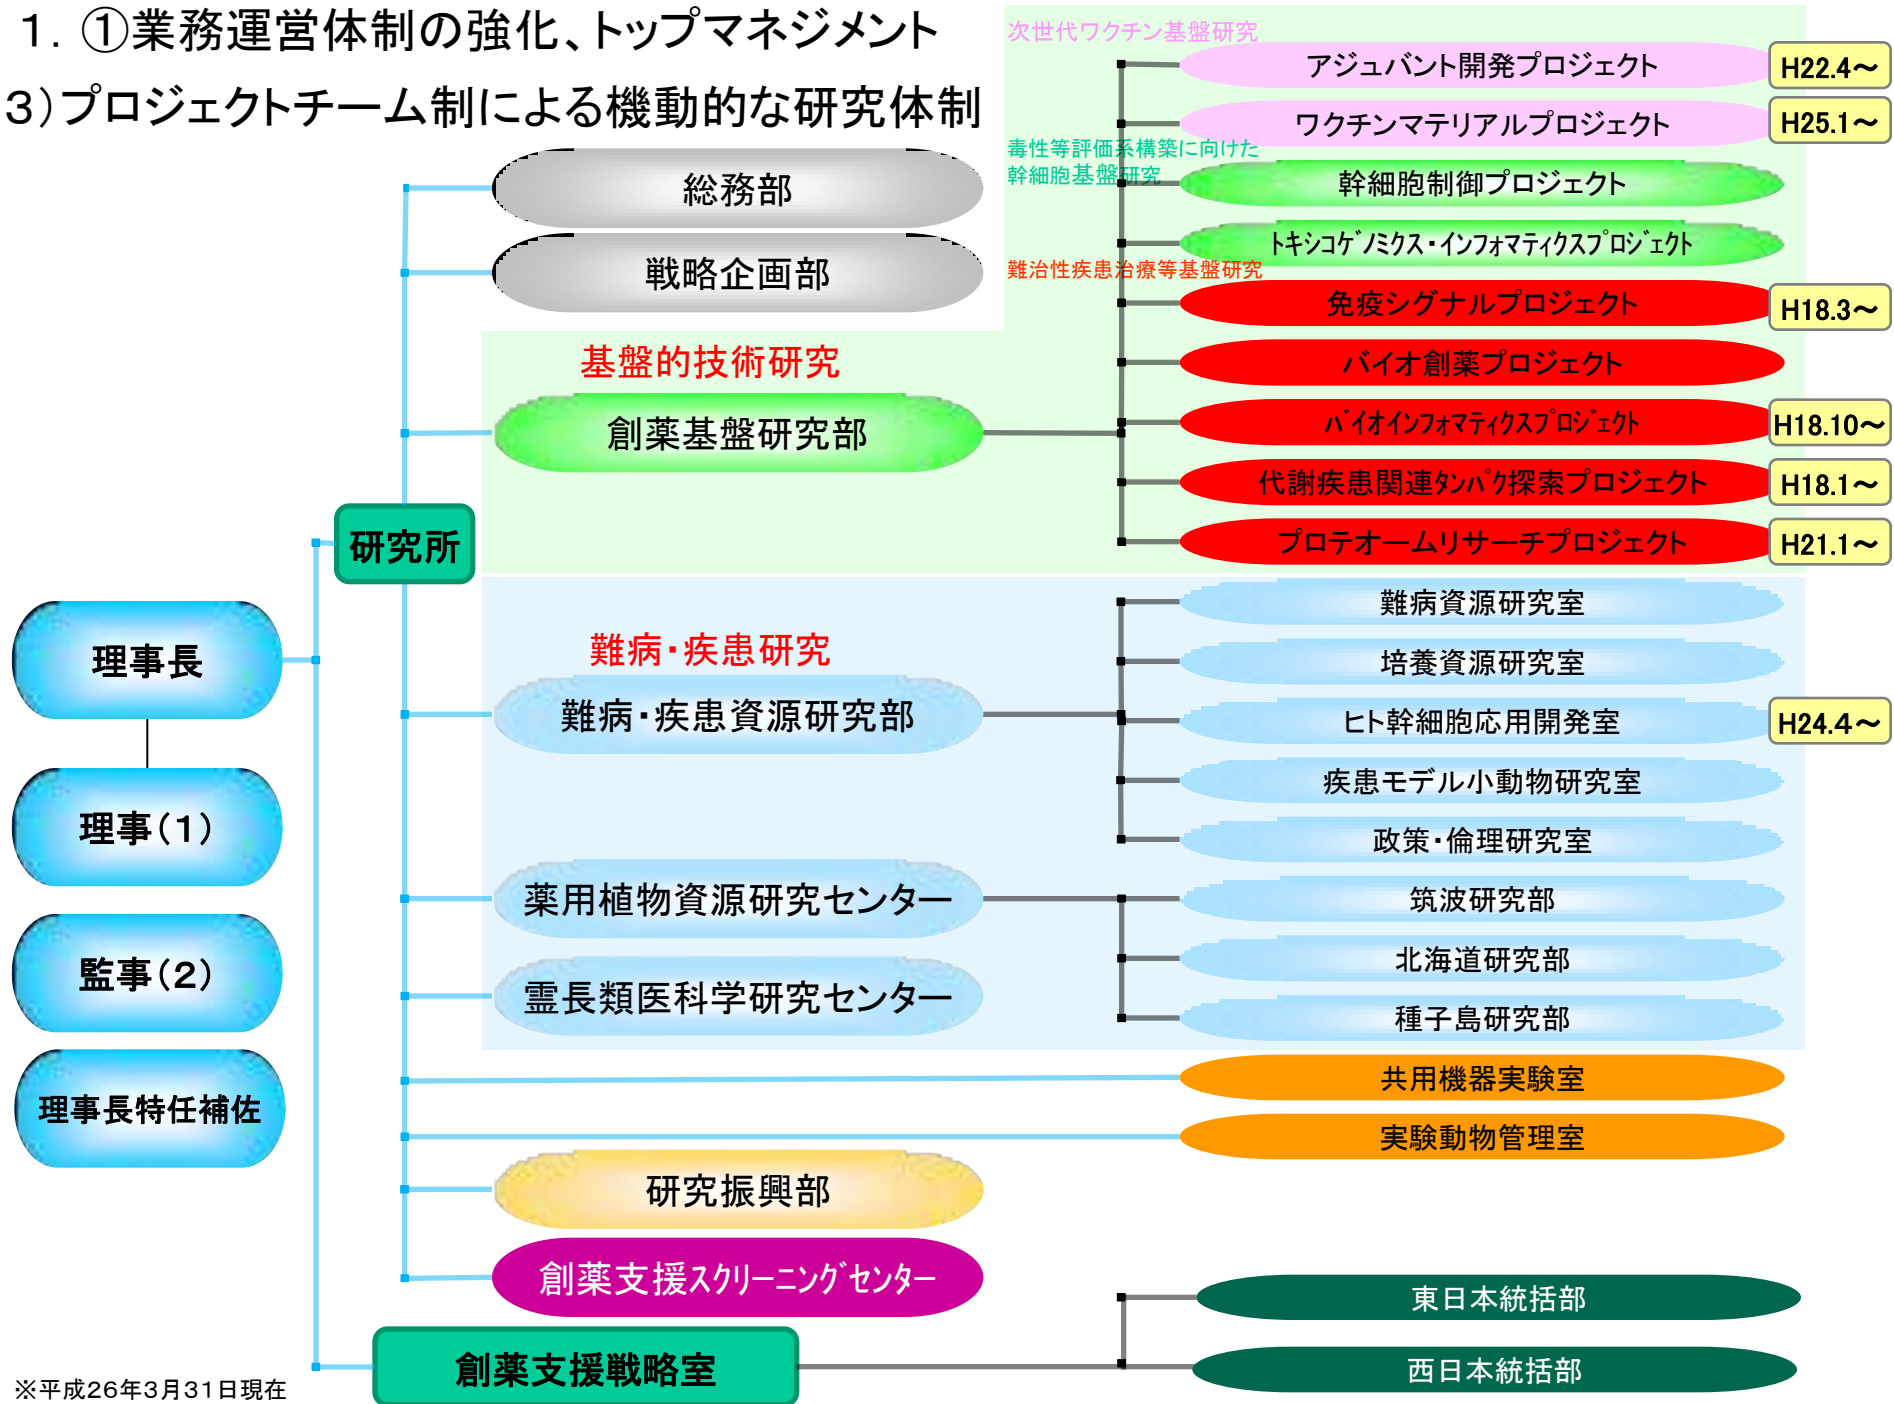 1．①業務運営体制の強化、トップマネジメント
3）プロジェクトチーム制による機動的な研究体制
次世代ワクチン基盤研究
アジュバント開発プロジェクト
H22.4～
ワクチンマテリアルプロジェクト
H25.1～
毒性等評価系構築に向けた
幹細胞基盤研究
幹細胞制御プロジェクト
トキシコゲノミクス・インフォマティクスプロジェクト
難治性疾患治療等基盤研究
免疫シグナルプロジェクト
H18.3～
バイオ創薬プロジェクト
バイオインフォマティクスプロジェクト
H18.10～
代謝疾患関連タンパク探索プロジェクト
H18.1～
プロテオームリサーチプロジェクト
H21.1～
総務部
戦略企画部
基盤的技術研究
創薬基盤研究部
研究所
難病・疾患研究
難病・疾患資源研究部
難病資源研究室
培養資源研究室
ヒト幹細胞応用開発室
H24.4～
疾患モデル小動物研究室
政策・倫理研究室
薬用植物資源研究センター
筑波研究部
北海道研究部
種子島研究部
霊長類医科学研究センター
共用機器実験室
実験動物管理室
研究振興部
創薬支援スクリーニングセンター
理事長
理事（1）
監事（2）
理事長特任補佐
創薬支援戦略室
東日本統括部
西日本統括部
※平成26年3月31日現在